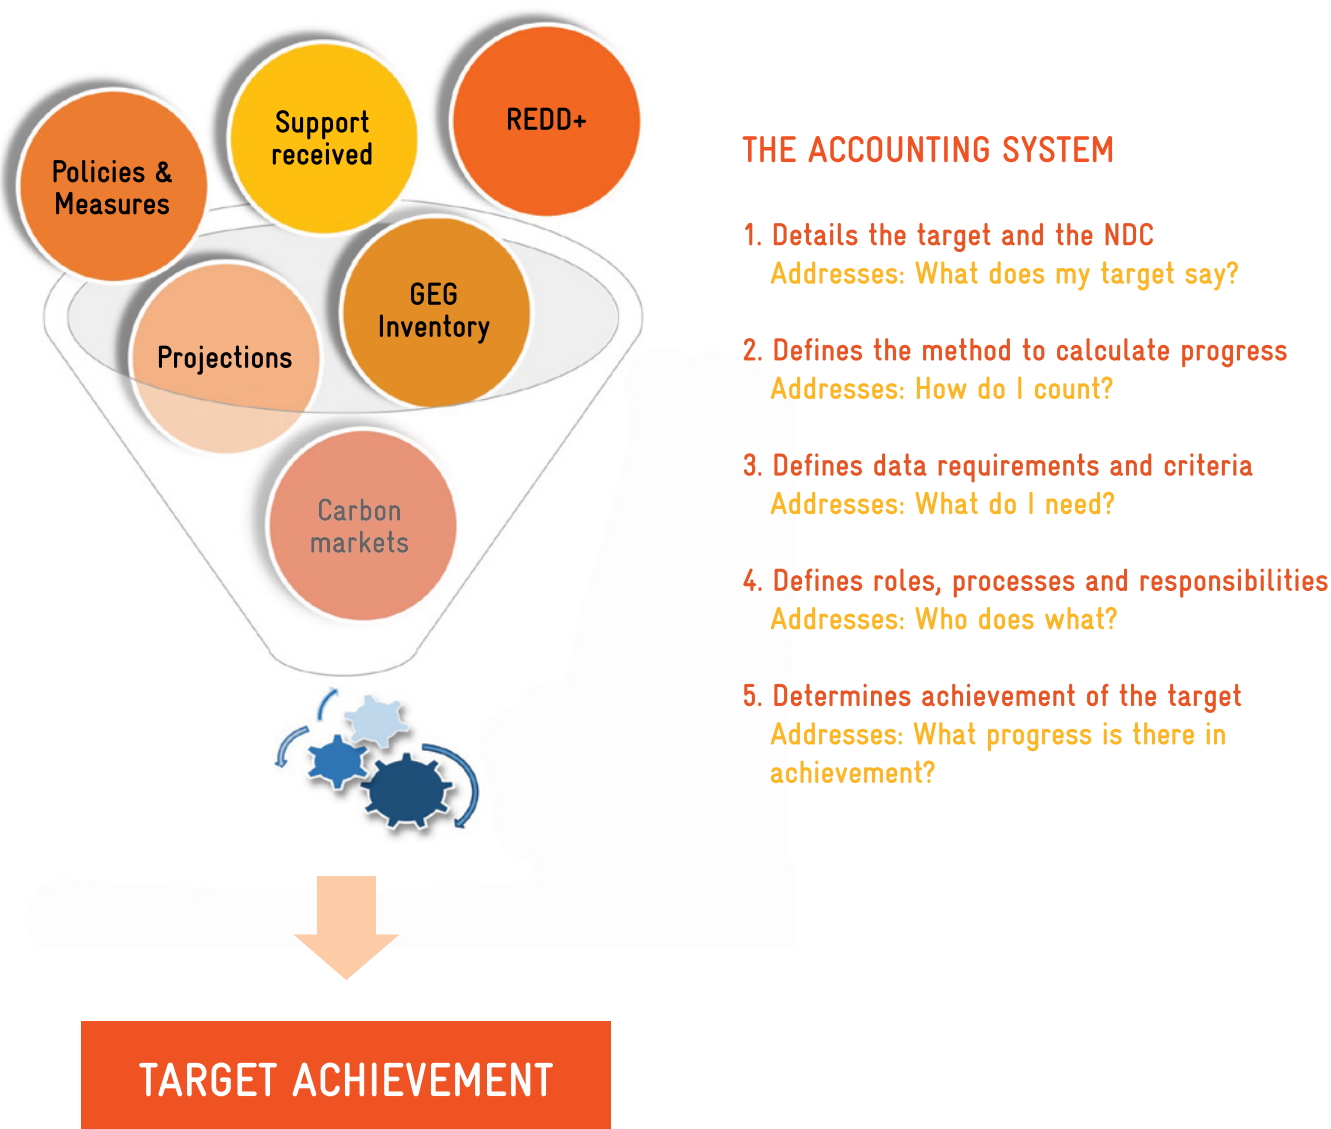 Policies &
Measures
Support
received
REDD+
Projections
GEG
Inventory
Carbon
markets
TARGET ACHIEVEMENT
THE ACCOUNTING SYSTEM
1. Details the target and the NDC
Addresses: What does my target say?
2. Defines the method to calculate progress
Addresses: How do I count?
3. Defines data requirements and criteria
Addresses: What do I need?
4. Defines roles, processes and responsibilities
Addresses: Who does what?
5. Determines achievement of the target
Addresses: What progress is there in
achievement?